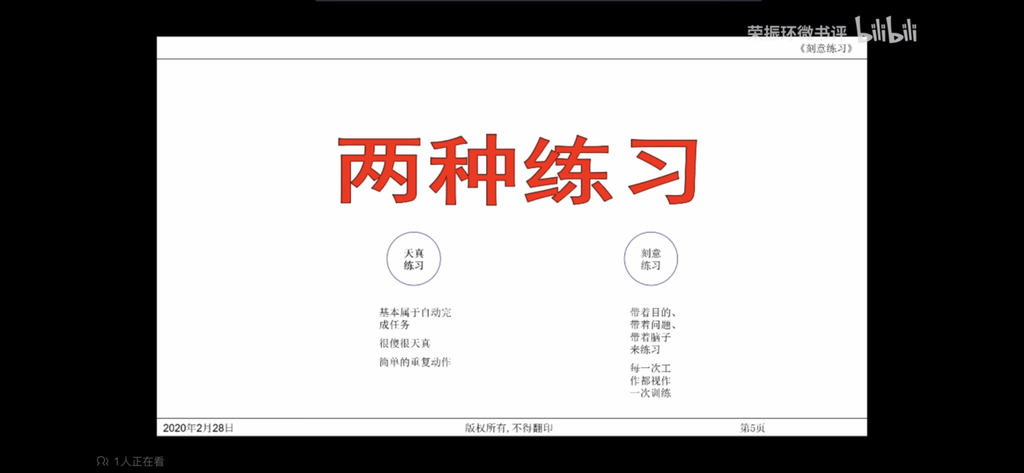 荣振环微书评 bilibili
《刻意练习》
两种练习
天真
练习
基本属于自动完
成任务
很傻很天真
简单的重复动作
刻意
练习
带着目的、
带着问题、
带着脑子
来练习
每一次工
作都视作
一次训练
2020年2月28日
版权所有,不得翻印
第5页
1人正在看